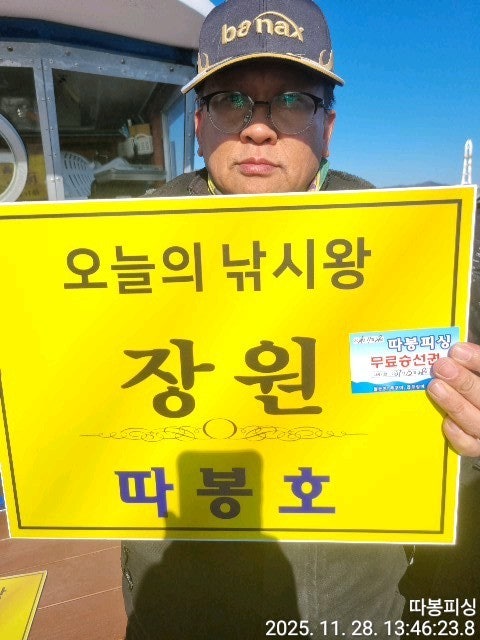 banax
오늘의 낚시왕
장원
따봉호
따봉피싱
무료승선권
따봉피싱
2025. 11. 28. 13:46:23.8